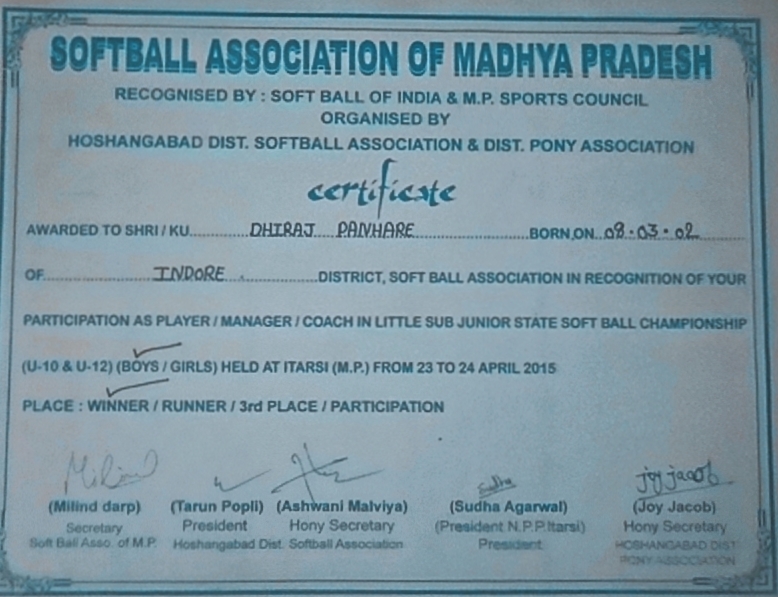 SOFTBALL ASSOCIATION OF MADHYA PRADESH
RECOGNISED BY : SOFT BALL OF INDIA & M.P. SPORTS COUNCIL
ORGANISED BY
HOSHANGABAD DIST. SOFTBALL ASSOCIATION & DIST. PONY ASSOCIATION
certificate
AWARDED TO SHRI / KU.......... DHIRAJ PANHARE ..........BORN ON..08.03.02
OF.......... INDORE ..........DISTRICT, SOFT BALL ASSOCIATION IN RECOGNITION OF YOUR
PARTICIPATION AS PLAYER / MANAGER / COACH IN LITTLE SUB JUNIOR STATE SOFT BALL CHAMPIONSHIP
(U-10 & U-12) (BOYS / GIRLS) HELD AT ITARSI (M.P.) FROM 23 TO 24 APRIL 2015
PLACE : WINNER / RUNNER / 3rd PLACE / PARTICIPATION
Milind Sudha joy jacob
(Milind darp) (Tarun Popli) (Ashwani Malviya) (Sudha Agarwal) (Joy Jacob)
Secretary President Hony Secretary (President N.P.P.Itarsi) Hony Secretary
Soft Ball Asso. of M.P. Hoshangabad Dist. Softball Association President HOSHANGABAD DIST
PONY ASSOCIATION